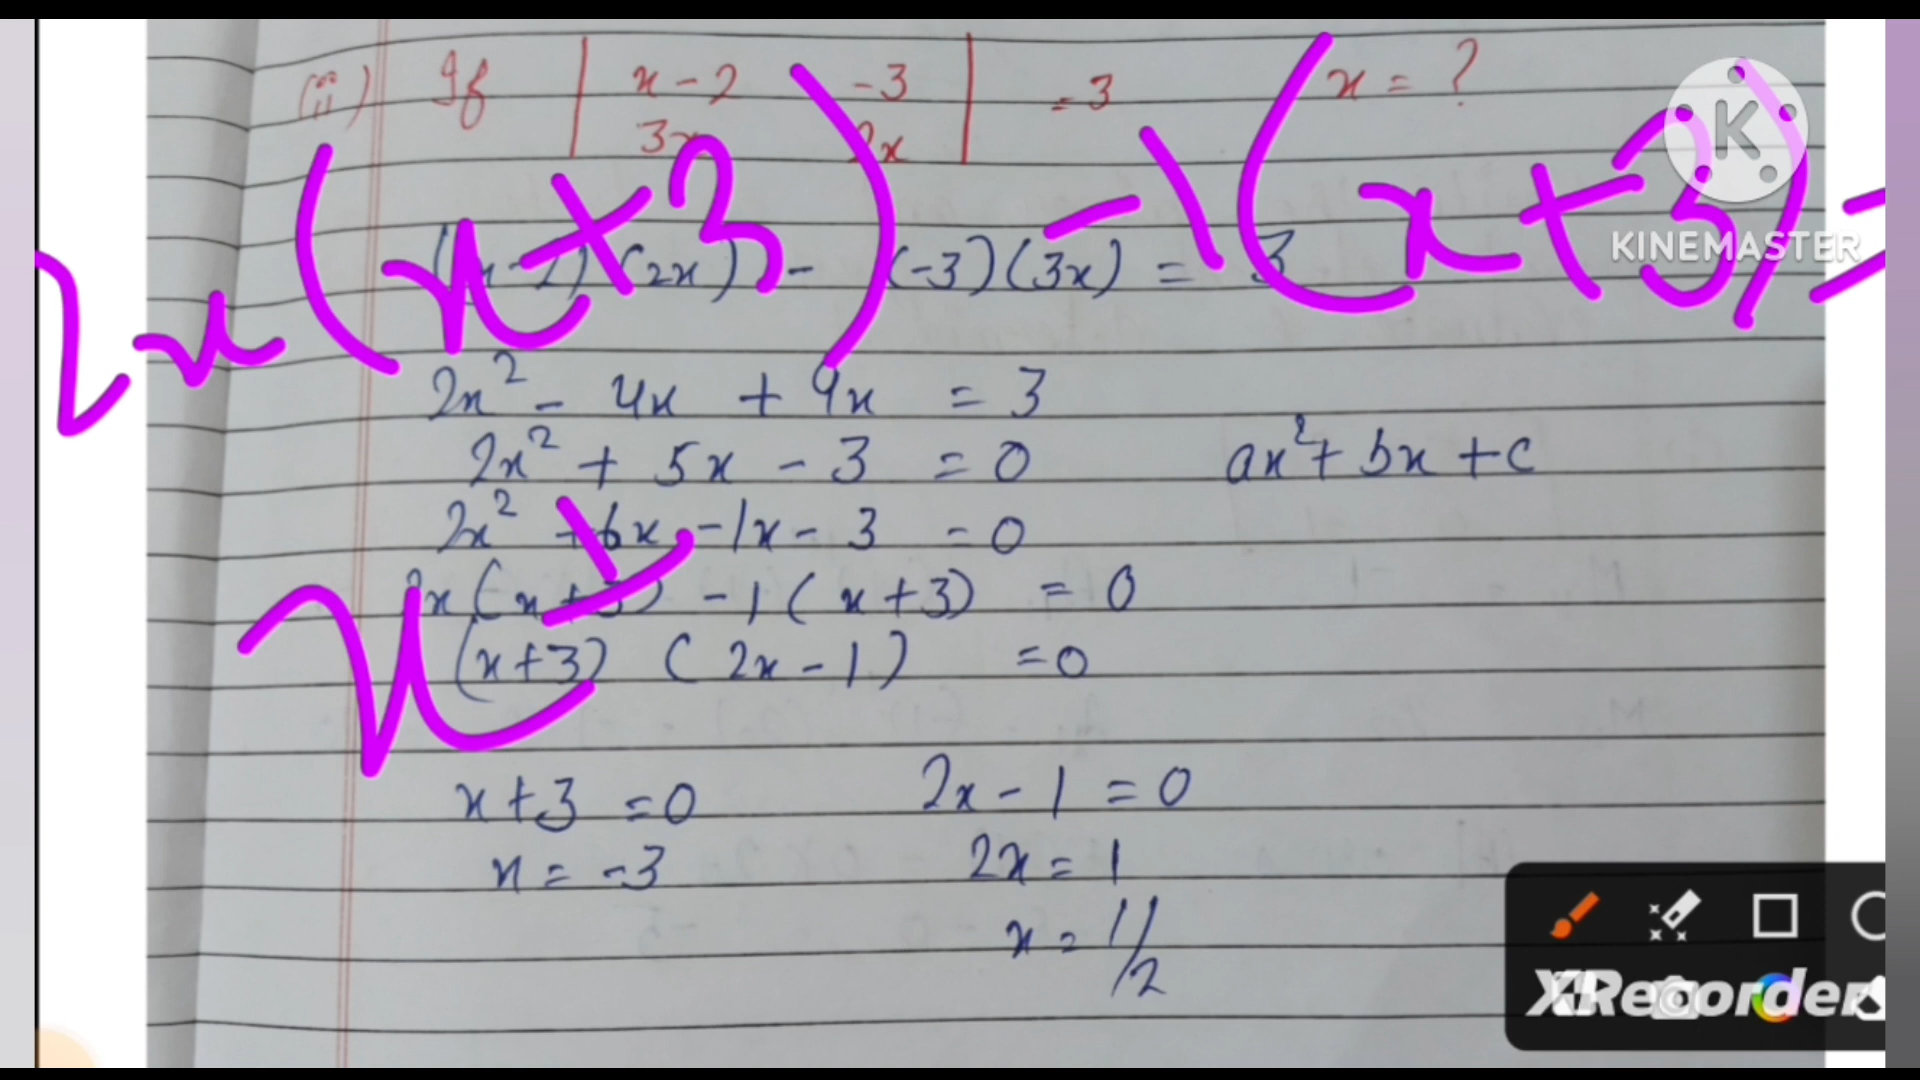 (ii) If | x - 2 -3 | = 3 x = ?
3x 2x
(x-2) (2x) - (-3)(3x) = 3
2x(x+3) -1(x+3) =
2x² - 4x + 9x = 3
2x² + 5x - 3 = 0 ax²+ bx + c
2x² + 6x - 1x - 3 = 0
2x(x+3) - 1(x+3) = 0
(x+3) (2x - 1) = 0
x
x+3 = 0 2x - 1 = 0
x = -3 2x = 1
x = 1/2
K
KINEMASTER
XRecorder